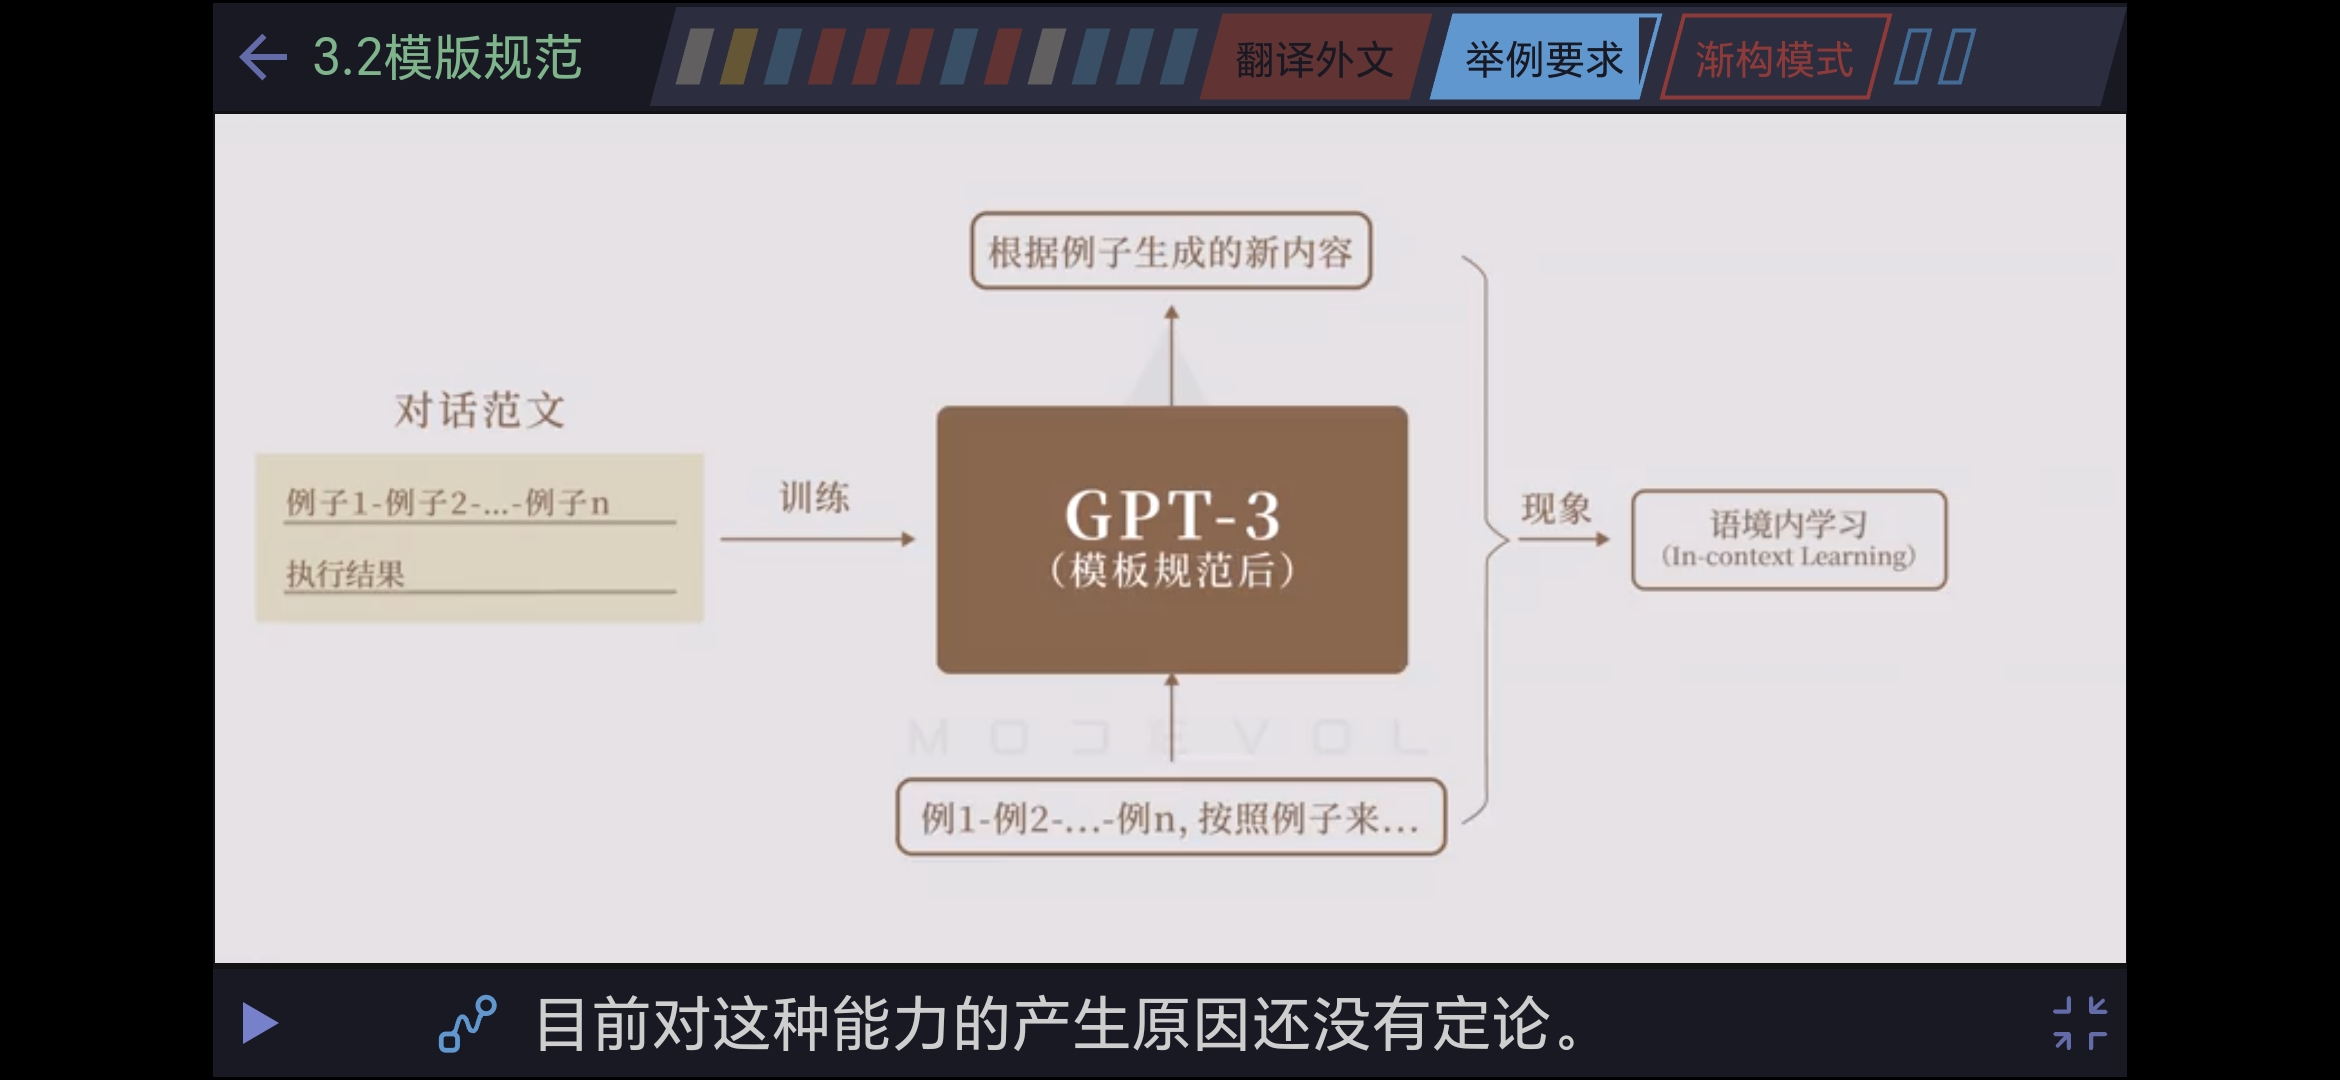 3.2模版规范
翻译外文
举例要求
渐构模式
根据例子生成的新内容
对话范文
例子1-例子2-...-例子n
执行结果
训练
GPT-3
（模板规范后）
现象
语境内学习
（In-context Learning）
MODEVOL
例1-例2-...-例n, 按照例子来...
目前对这种能力的产生原因还没有定论。